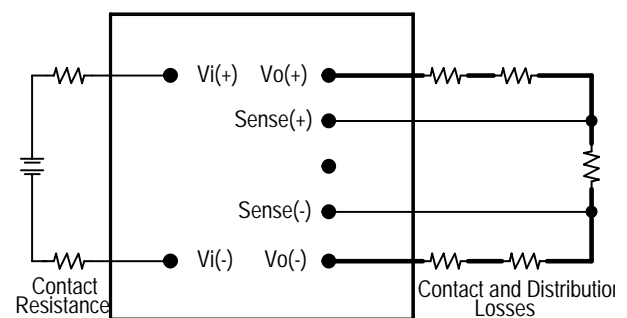 Vi(+) Vo(+)
Sense(+)
Sense(-)
Vi(-) Vo(-)
Contact
Resistance
Contact and Distribution
Losses